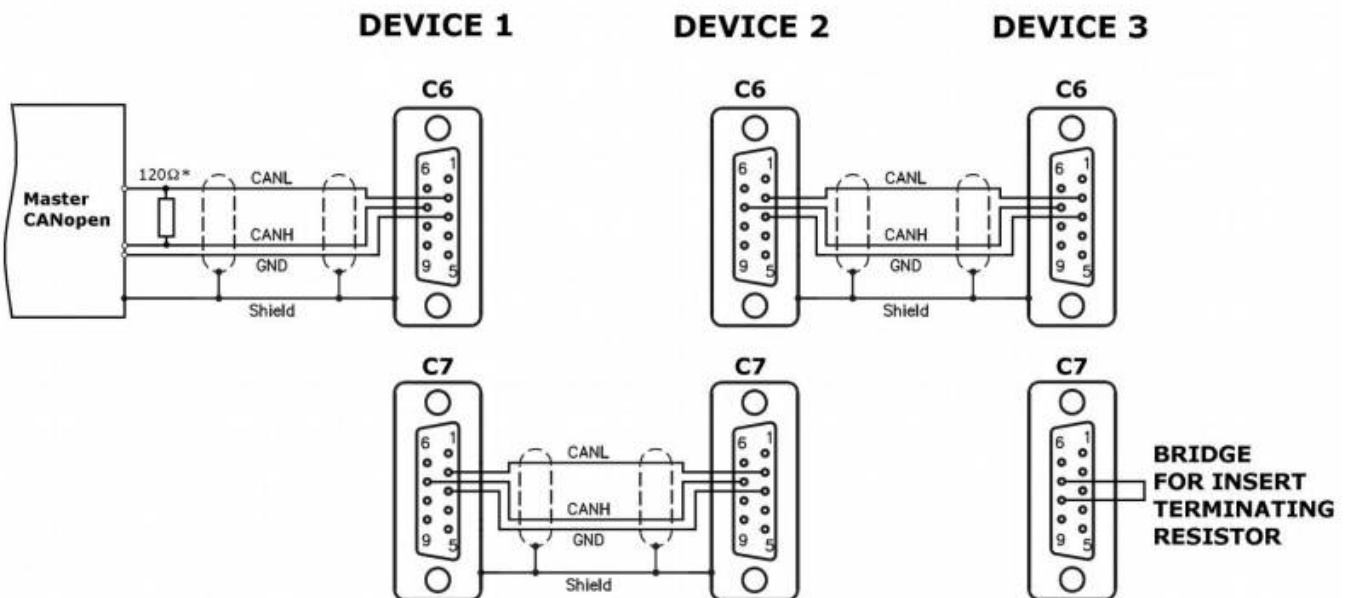 DEVICE 1
DEVICE 2
DEVICE 3
C6
C6
C6
Master
CANopen
120Ω*
CANL
CANH
GND
Shield
6
1
9
5
CANL
CANH
GND
Shield
6
1
9
5
6
1
9
5
C7
C7
C7
6
1
9
5
CANL
CANH
GND
Shield
6
1
9
5
6
1
9
5
BRIDGE
FOR INSERT
TERMINATING
RESISTOR